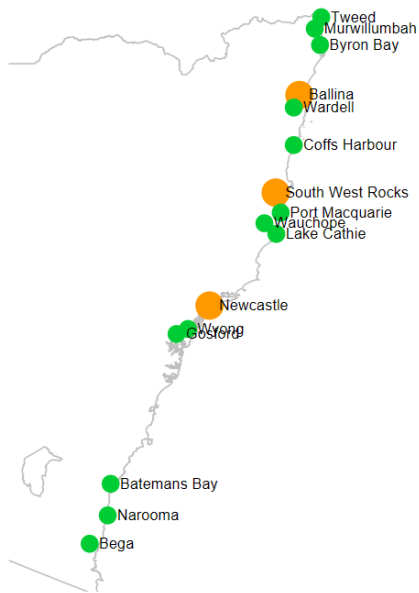 Tweed
Murwillumbah
Byron Bay
Ballina
Wardell
Coffs Harbour
South West Rocks
Port Macquarie
Wauchope
Lake Cathie
Newcastle
Wyong
Gosford
Batemans Bay
Narooma
Bega